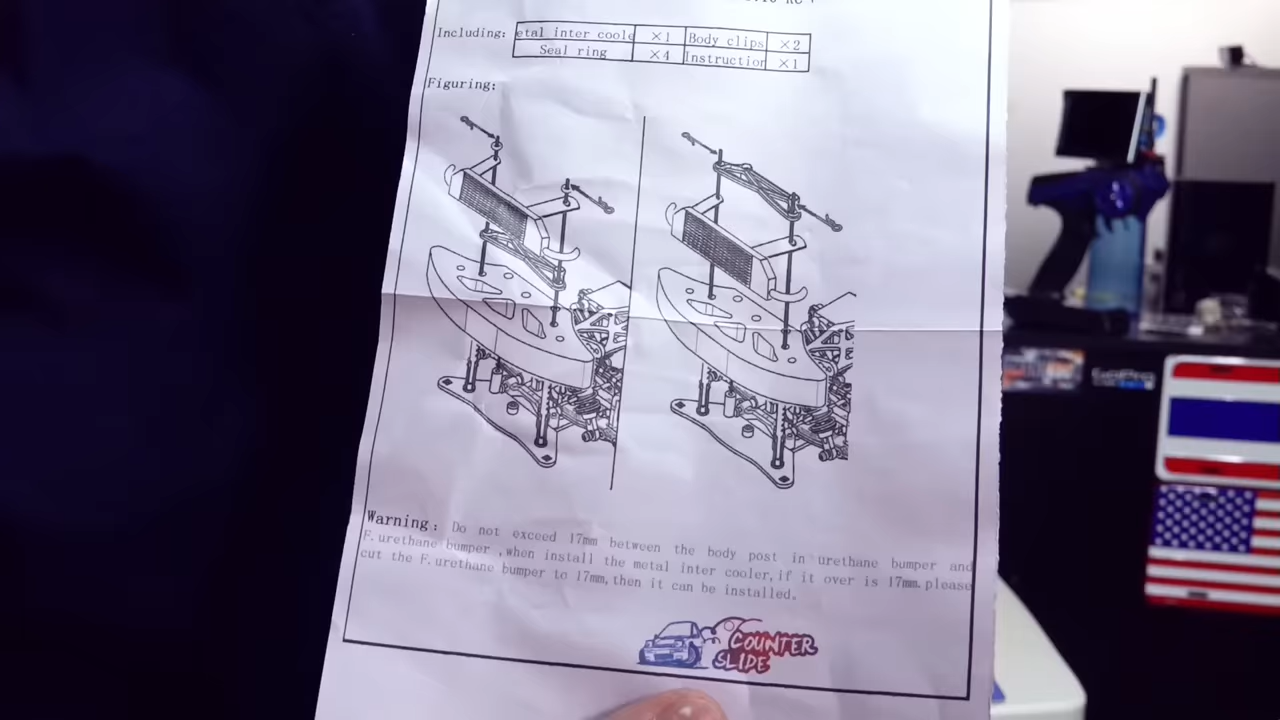 Including:
etal inter coole ×1 Body clips ×2
Seal ring ×4 Instruction ×1
Figuring:
Warning: Do not exceed 17mm between the body post in urethane bumper and
F.urethane bumper ,when install the metal inter cooler,if it over is 17mm.please
cut the F.urethane bumper to 17mm,then it can be installed.
COUNTER
SLIDE
GoPro